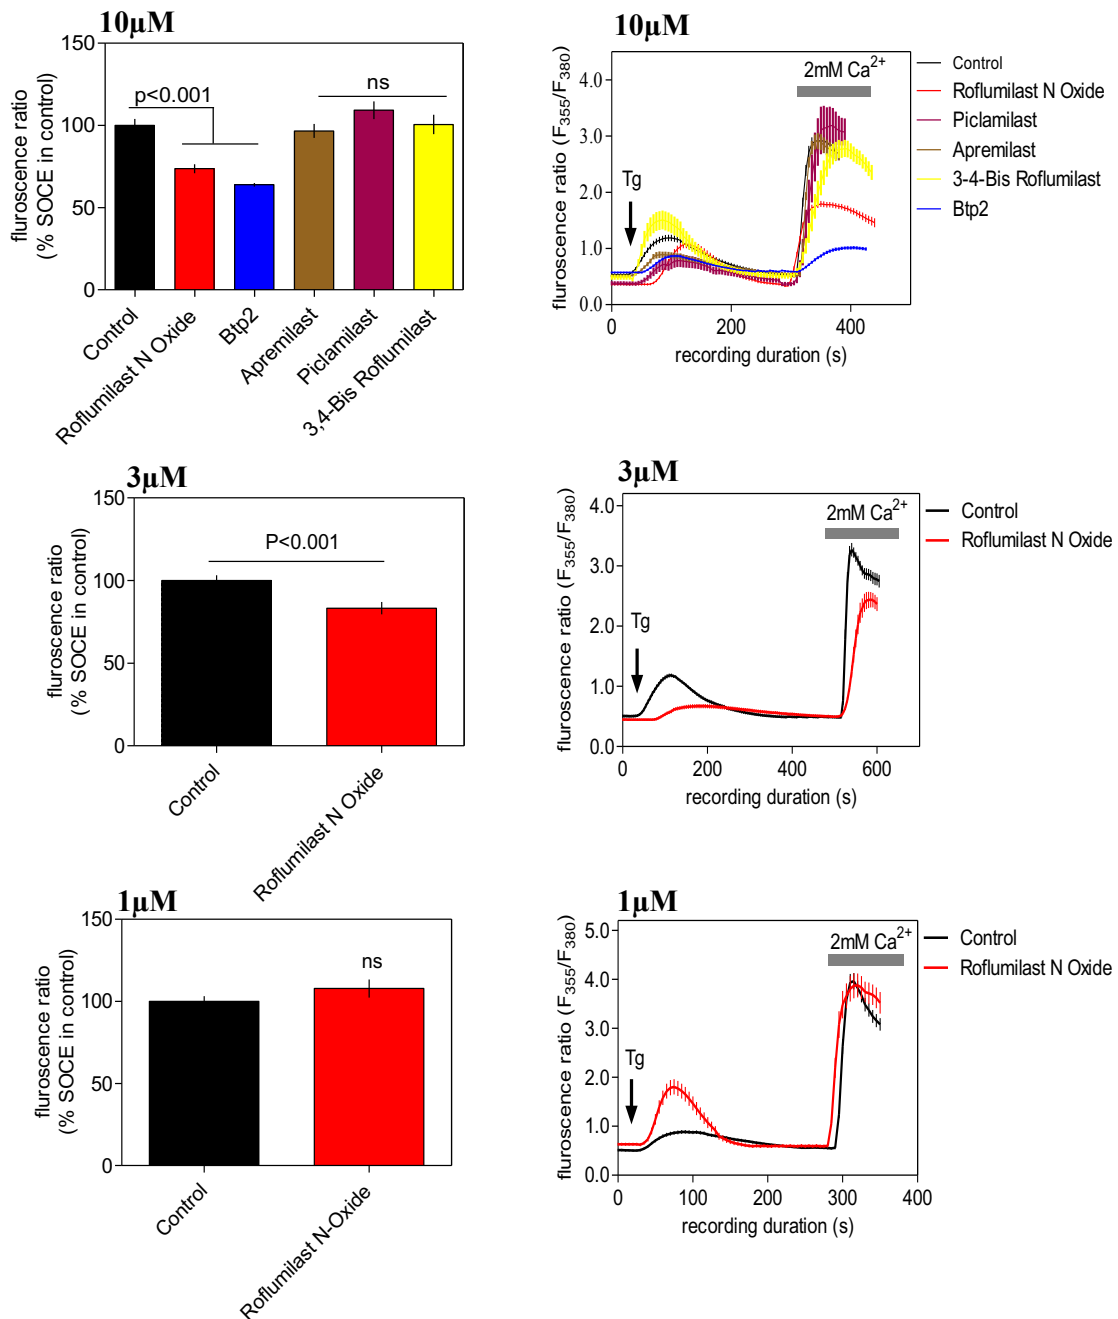 10μM
fluroscence ratio
(% SOCE in control)
150
100
50
0
p<0.001
ns
Control
Roflumilast N Oxide
Btp2
Apremilast
Piclamilast
3,4-Bis Roflumilast
10μM
fluroscence ratio (F355/F380)
4.0
3.0
2.0
1.0
0.0
Tg
2mM Ca2+
0
200
400
recording duration (s)
Control
Roflumilast N Oxide
Piclamilast
Apremilast
3-4-Bis Roflumilast
Btp2
3μM
fluroscence ratio
(% SOCE in control)
150
100
50
0
P<0.001
Control
Roflumilast N Oxide
3μM
fluroscence ratio (F355/F380)
4.0
3.0
2.0
1.0
0.0
Tg
2mM Ca2+
0
200
400
600
recording duration (s)
Control
Roflumilast N Oxide
1μM
fluroscence ratio
(% SOCE in control)
150
100
50
0
ns
Control
Roflumilast N-Oxide
1μM
fluroscence ratio (F355/F380)
5.0
4.0
3.0
2.0
1.0
0.0
Tg
2mM Ca2+
0
100
200
300
400
recording duration (s)
Control
Roflumilast N Oxide